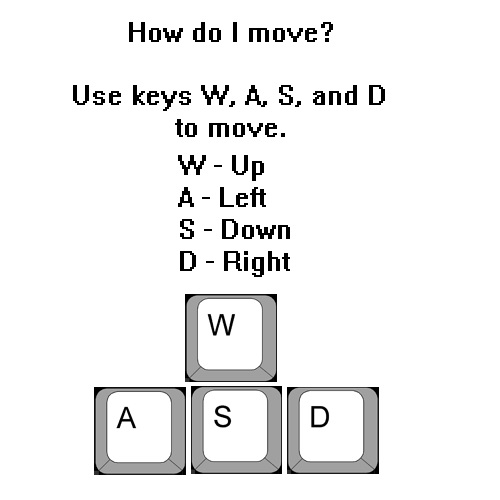 How do I move?
Use keys W, A, S, and D
to move.
W - Up
A - Left
S - Down
D - Right
W
A S D